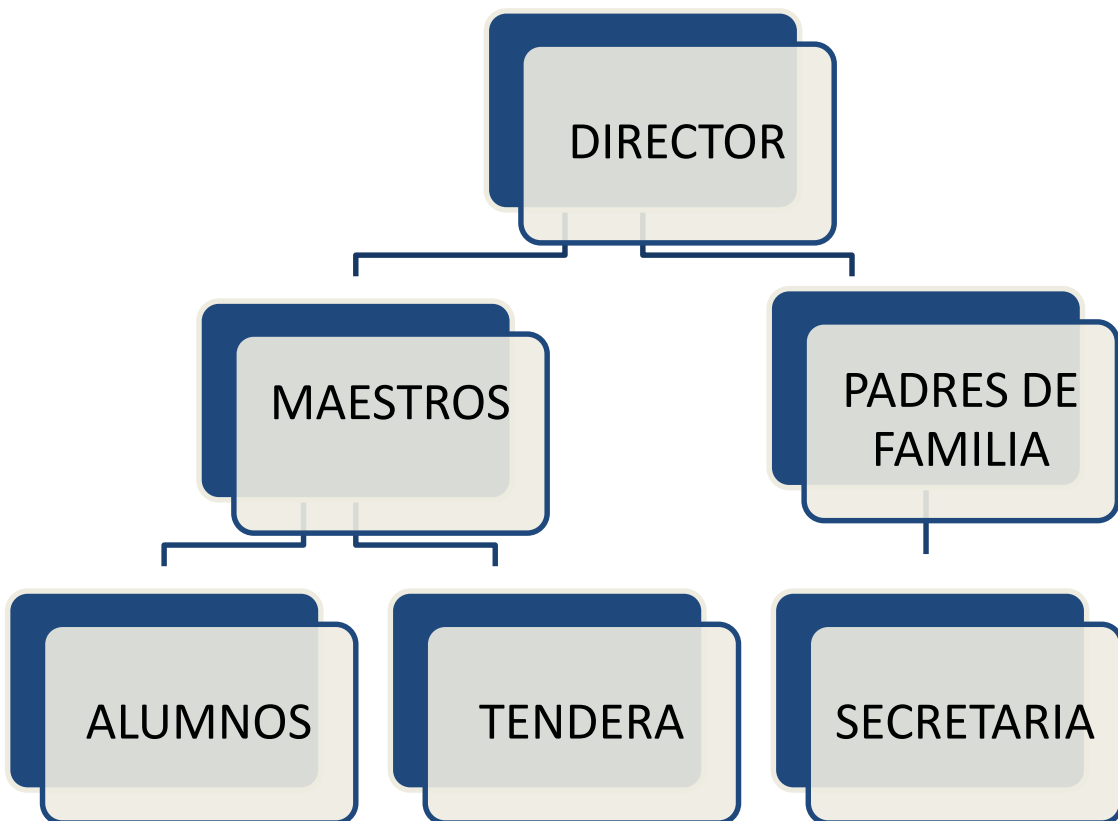 DIRECTOR
MAESTROS
PADRES DE
FAMILIA
ALUMNOS
TENDERA
SECRETARIA